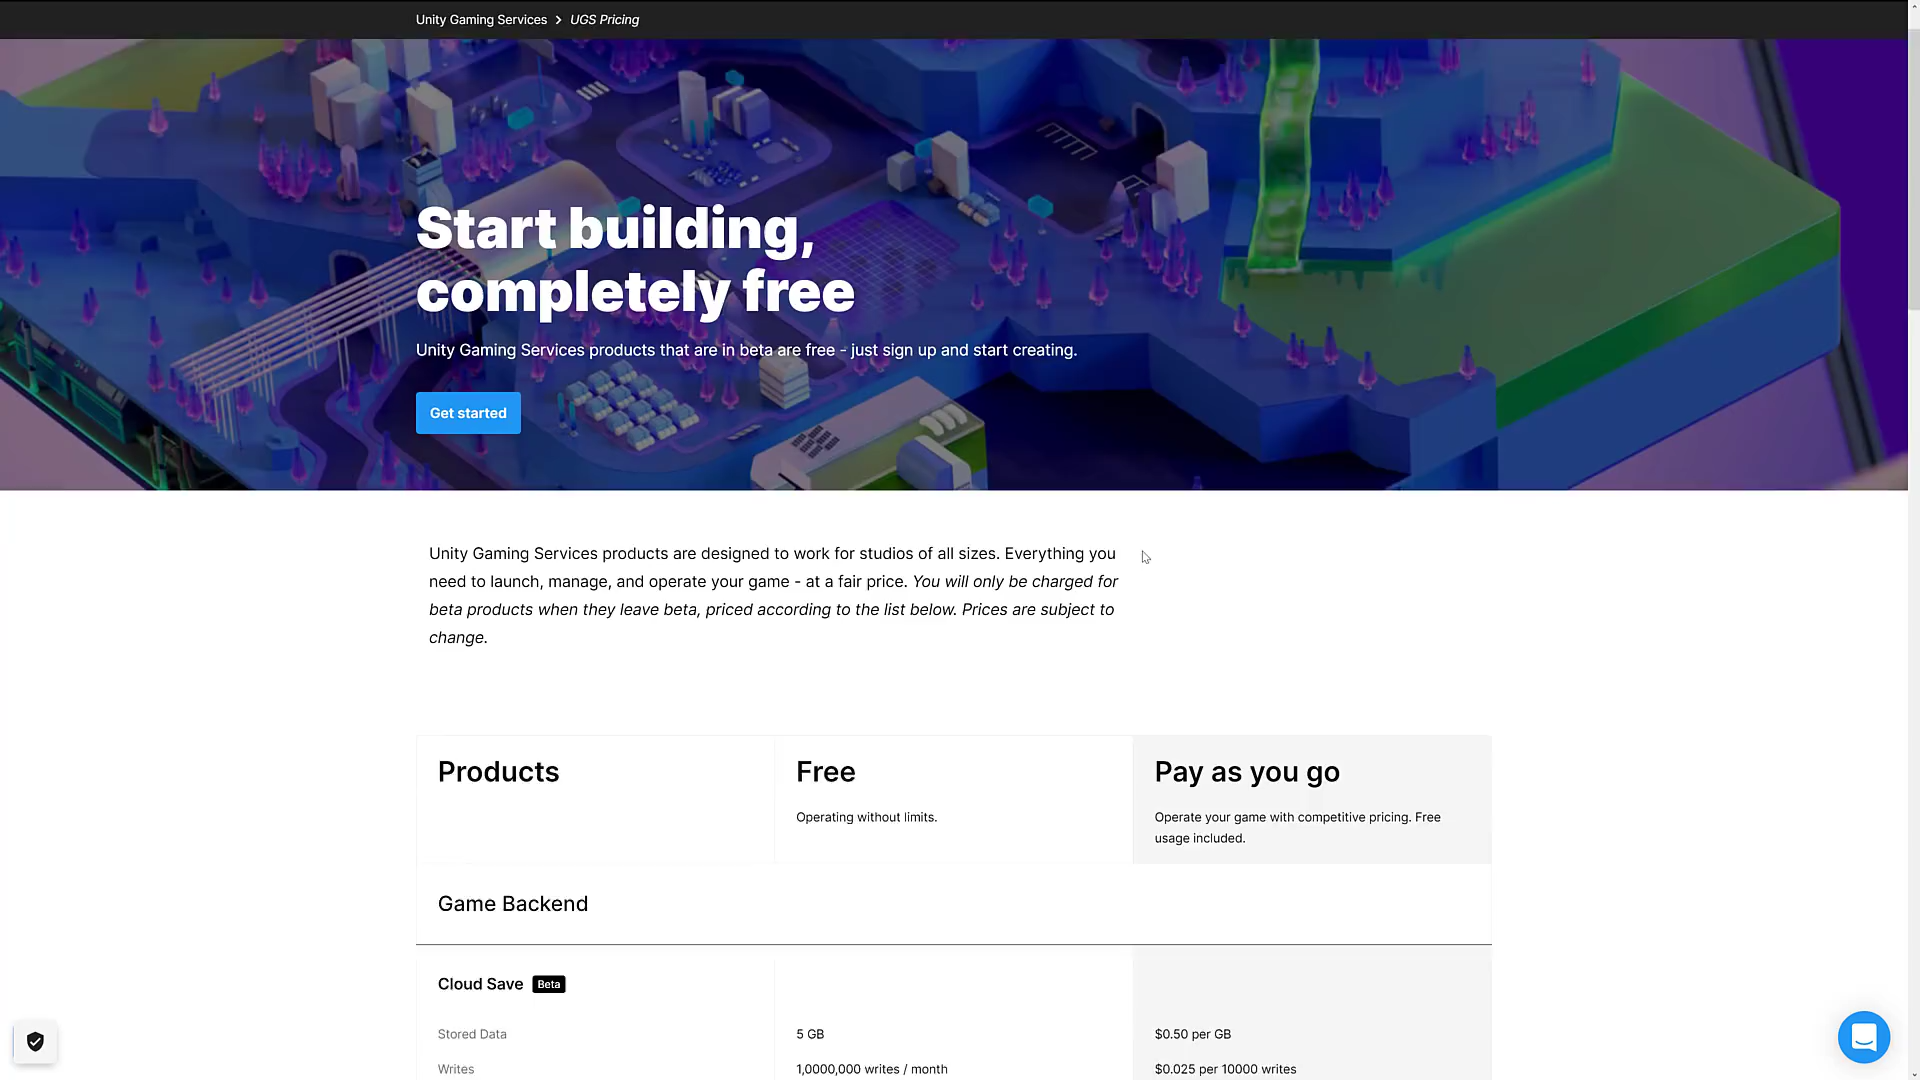 Unity Gaming Services > UGS Pricing
Start building,
completely free
Unity Gaming Services products that are in beta are free - just sign up and start creating.
Get started
Unity Gaming Services products are designed to work for studios of all sizes. Everything you
need to launch, manage, and operate your game - at a fair price. You will only be charged for
beta products when they leave beta, priced according to the list below. Prices are subject to
change.
Products
Free
Pay as you go
Operating without limits.
Operate your game with competitive pricing. Free
usage included.
Game Backend
Cloud Save Beta
Stored Data
5 GB
$0.50 per GB
Writes
1,0000,000 writes / month
$0.025 per 10000 writes